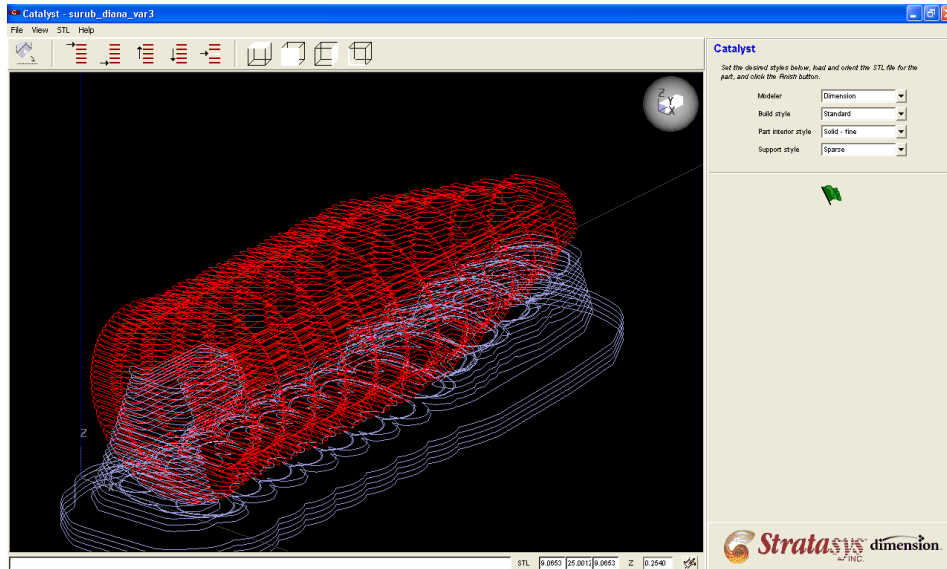 Catalyst - surub_diana_var3
File View STL Help
Catalyst
Set the desired styles below, load and orient the STL file for the
part, and click the Finish button.
Modeler Dimension
Build style Standard
Part interior style Solid - fine
Support style Sparse
Z
Y
X
Z
STL 9.0653 25.0012 9.0653 Z 0.2540
Stratasys INC. dimension